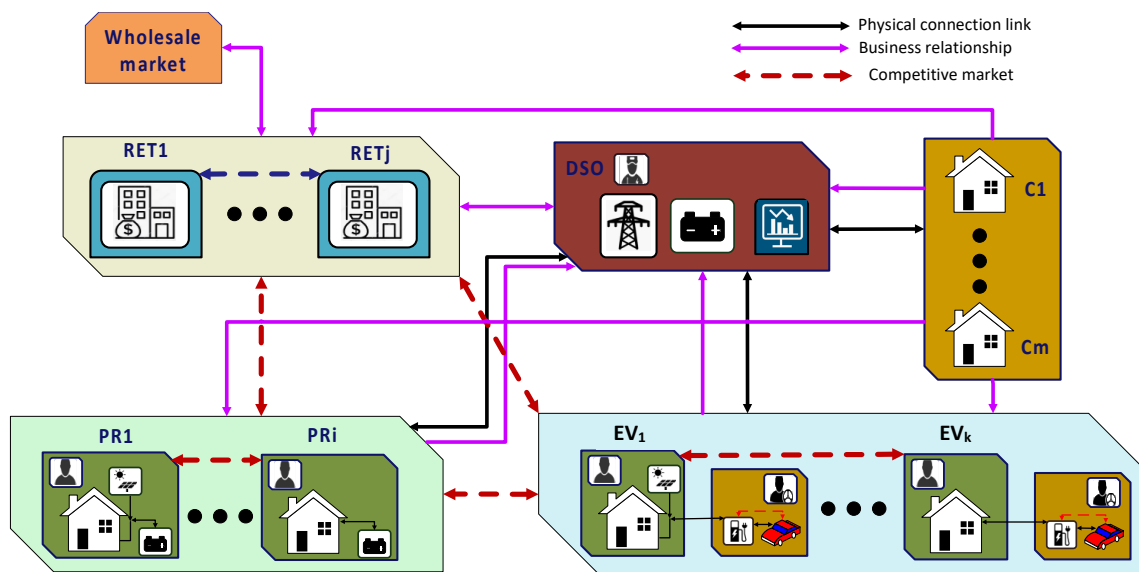 Wholesale
market
Physical connection link
Business relationship
Competitive market
RET1
RETj
DSO
C1
Cm
PR1
PRi
EV₁
EVₖ
$
$